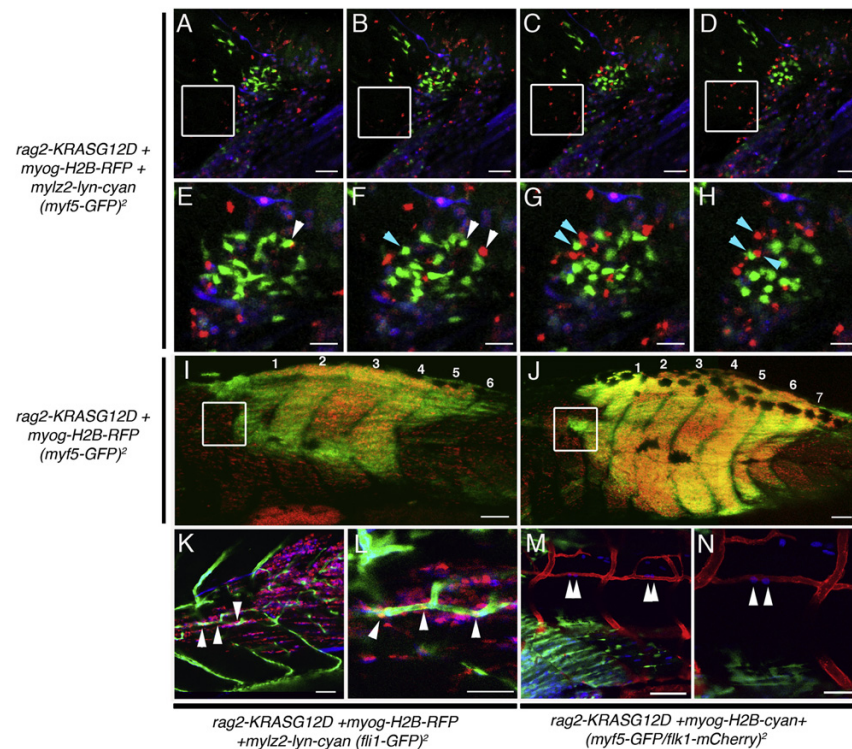 A B C D
rag2-KRASG12D +
myog-H2B-RFP +
mylz2-lyn-cyan
(myf5-GFP)²
E F G H
I 1 2 3 4 5 6
J 1 2 3 4 5 6 7
rag2-KRASG12D +
myog-H2B-RFP
(myf5-GFP)²
K L M N
rag2-KRASG12D +myog-H2B-RFP
+mylz2-lyn-cyan (fli1-GFP)²
rag2-KRASG12D +myog-H2B-cyan+
(myf5-GFP/flk1-mCherry)²